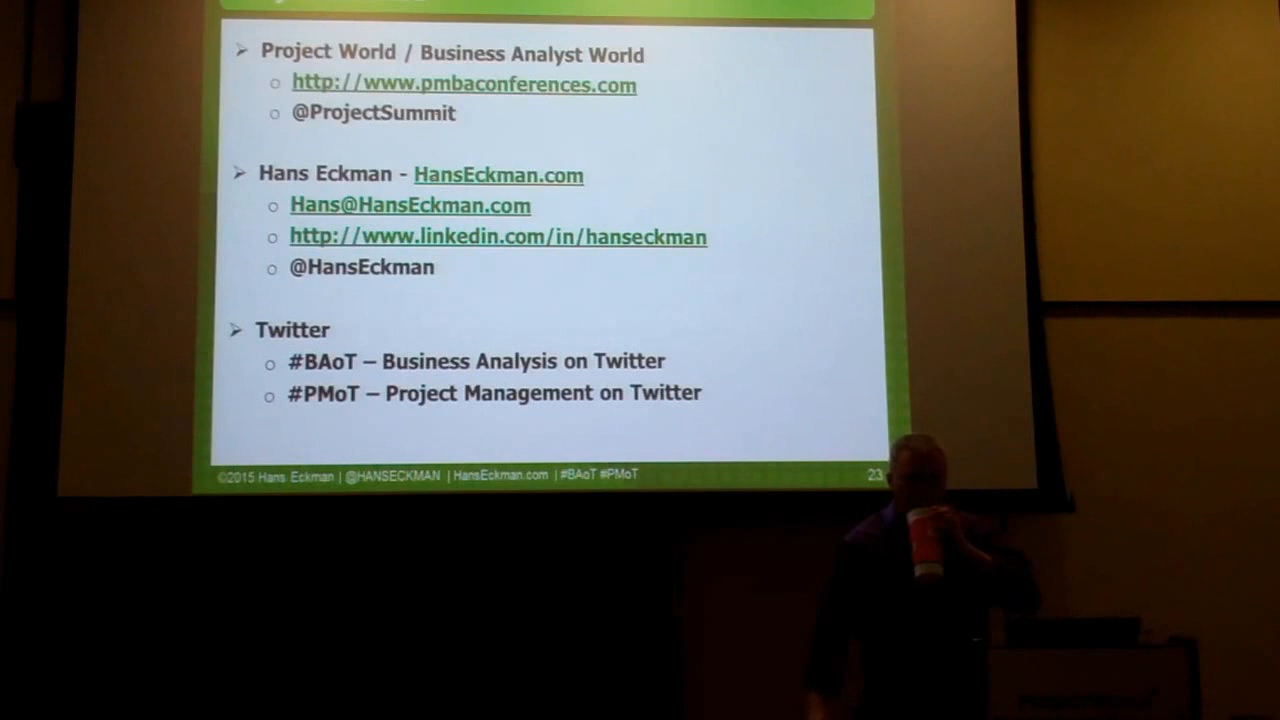 Project World / Business Analyst World
http://www.pmbaconferences.com
@ProjectSummit
Hans Eckman - HansEckman.com
Hans@HansEckman.com
http://www.linkedin.com/in/hanseckman
@HansEckman
Twitter
#BAoT – Business Analysis on Twitter
#PMoT – Project Management on Twitter
©2015 Hans Eckman | @HANSECKMAN | HansEckman.com | #BAoT #PMoT 23